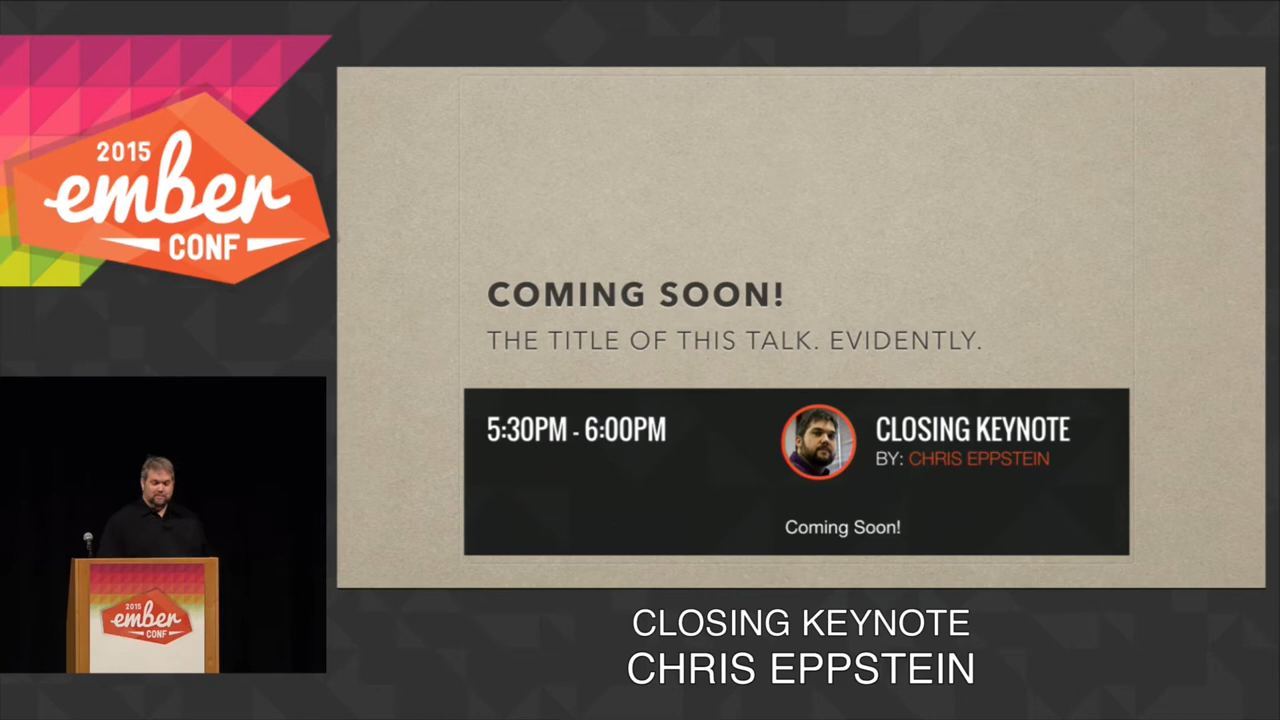 2015
ember
CONF
COMING SOON!
THE TITLE OF THIS TALK. EVIDENTLY.
5:30PM - 6:00PM
CLOSING KEYNOTE
BY: CHRIS EPPSTEIN
Coming Soon!
2015
ember
CONF
CLOSING KEYNOTE
CHRIS EPPSTEIN